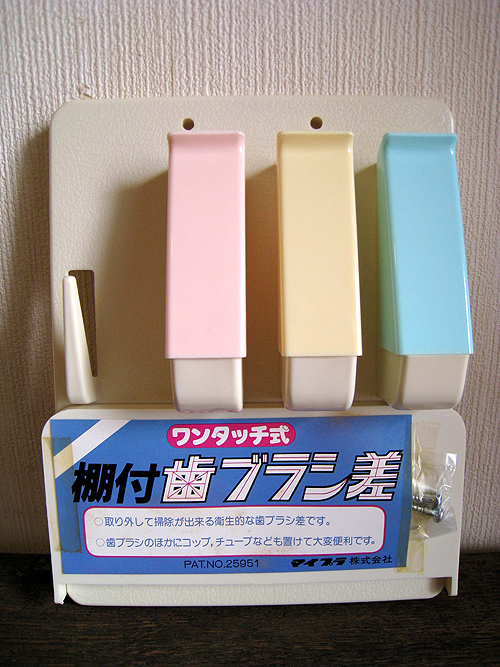 ワンタッチ式
棚付歯ブラシ差
○取り外して掃除が出来る衛生的な歯ブラシ差です。
○歯ブラシのほかにコップ,チューブなども置けて大変便利です。
PAT.NO.25951 マイプラ 株式会社